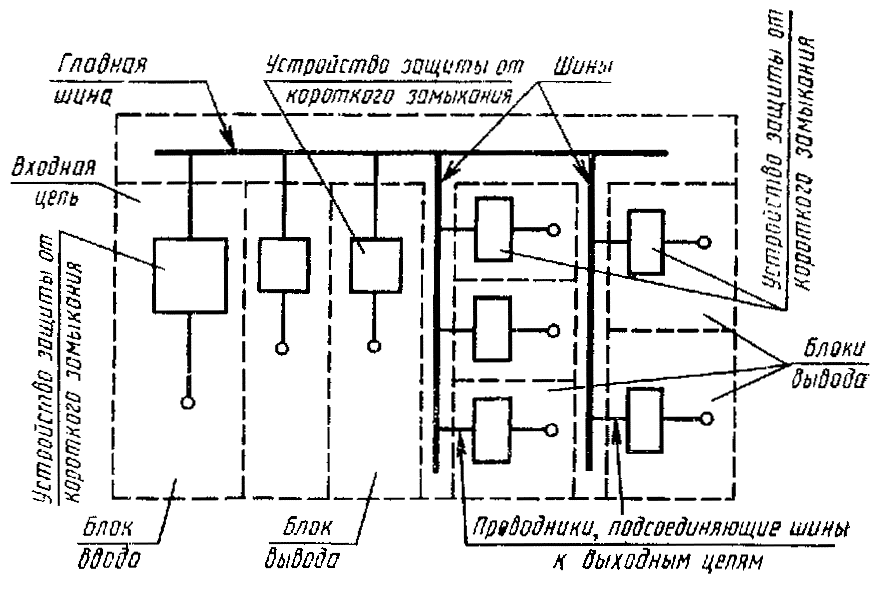 Главная
шина
Устройство защиты от
короткого замыкания
Шины
Устройство защиты от
короткого замыкания
Входная
цепь
Устройство защиты от
короткого замыкания
Блоки
вывода
Блок
ввода
Блок
вывода
Проводники, подсоединяющие шины
к выходным цепям